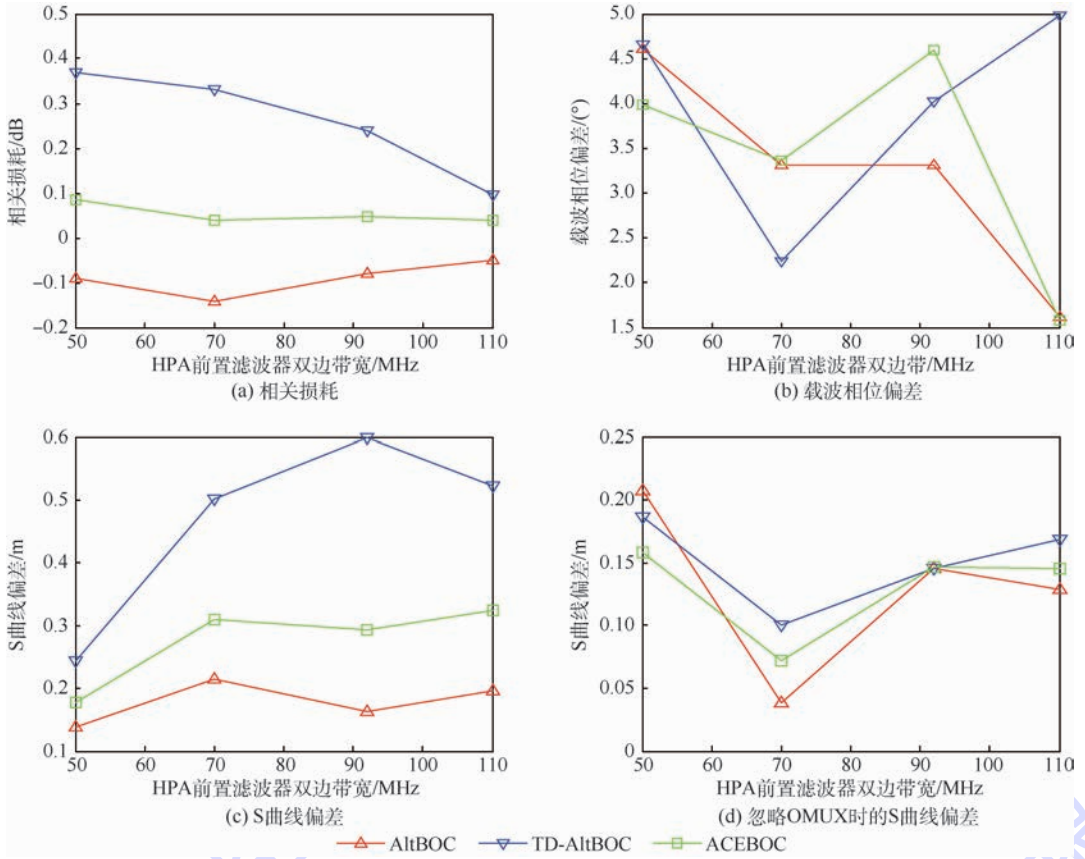 0.5
0.4
0.3
0.2
0.1
0
−0.1
−0.2
相关损耗/dB
50 60 70 80 90 100 110
HPA前置滤波器双边带宽/MHz
(a) 相关损耗
5.0
4.5
4.0
3.5
3.0
2.5
2.0
1.5
载波相位偏差/(°)
50 60 70 80 90 100 110
HPA前置滤波器双边带/MHz
(b) 载波相位偏差
0.6
0.5
0.4
0.3
0.2
0.1
S曲线偏差/m
50 60 70 80 90 100 110
HPA前置滤波器双边带宽/MHz
(c) S曲线偏差
0.25
0.20
0.15
0.10
0.05
0
S曲线偏差/m
50 60 70 80 90 100 110
HPA前置滤波器双边带宽/MHz
(d) 忽略OMUX时的S曲线偏差
AltBOC TD-AltBOC ACEBOC